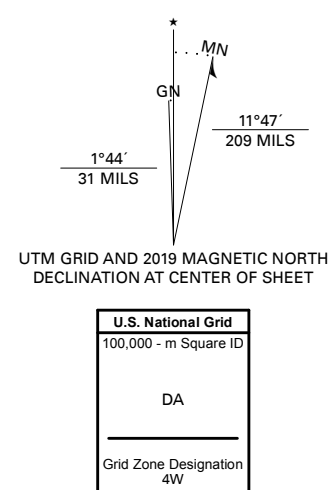 ★
MN
GN
11°47´
209 MILS
1°44´
31 MILS
UTM GRID AND 2019 MAGNETIC NORTH
DECLINATION AT CENTER OF SHEET
U.S. National Grid
100,000 - m Square ID
DA
Grid Zone Designation
4W